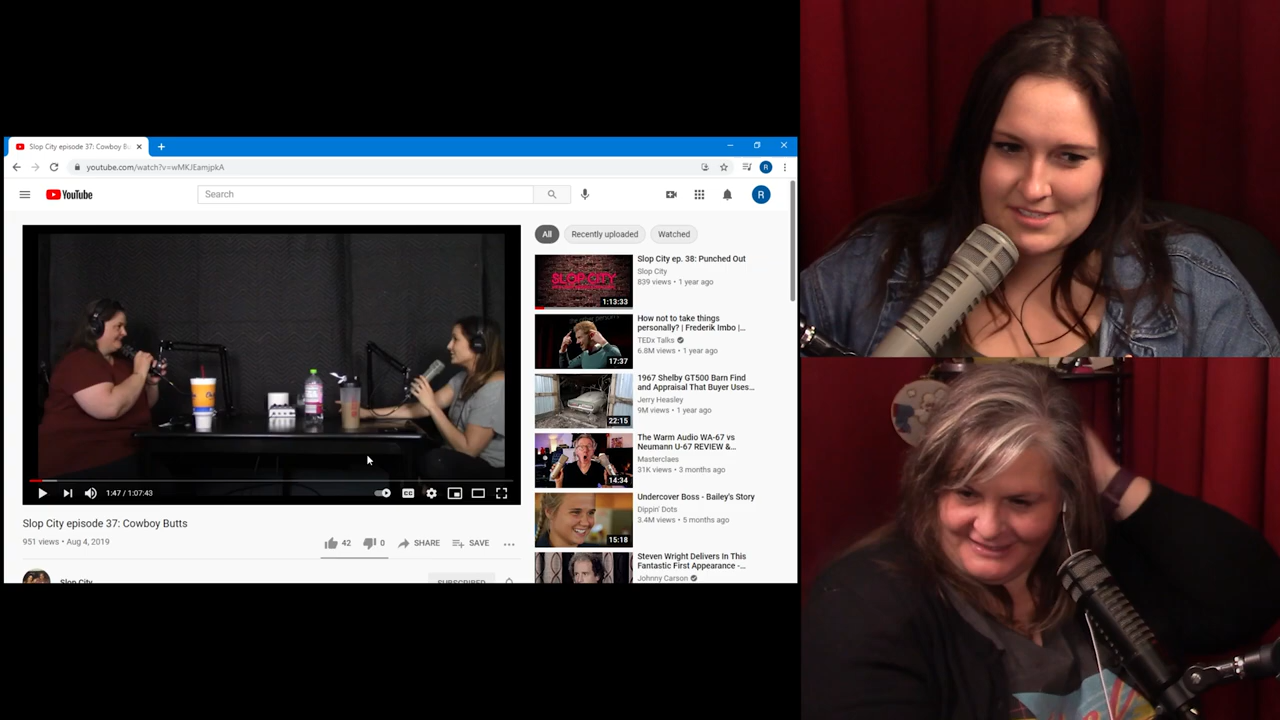 Slop City episode 37: Cowboy Bu
youtube.com/watch?v=wMKJEamjpkA
R
YouTube
Search
R
All
Recently uploaded
Watched
SLOP CITY
1:13:33
Slop City ep. 38: Punched Out
Slop City
839 views • 1 year ago
17:37
How not to take things
personally? | Frederik Imbo |...
TEDx Talks
6.8M views • 1 year ago
22:15
1967 Shelby GT500 Barn Find
and Appraisal That Buyer Uses...
Jerry Heasley
9M views • 1 year ago
14:34
The Warm Audio WA-67 vs
Neumann U-67 REVIEW &...
Masterclaes
31K views • 3 months ago
15:18
Undercover Boss - Bailey's Story
Dippin' Dots
3.4M views • 5 months ago
Steven Wright Delivers In This
Fantastic First Appearance -...
Johnny Carson
1:47 / 1:07:43
CC
Slop City episode 37: Cowboy Butts
951 views • Aug 4, 2019
42
0
SHARE
SAVE
Slop City
SUBSCRIBED